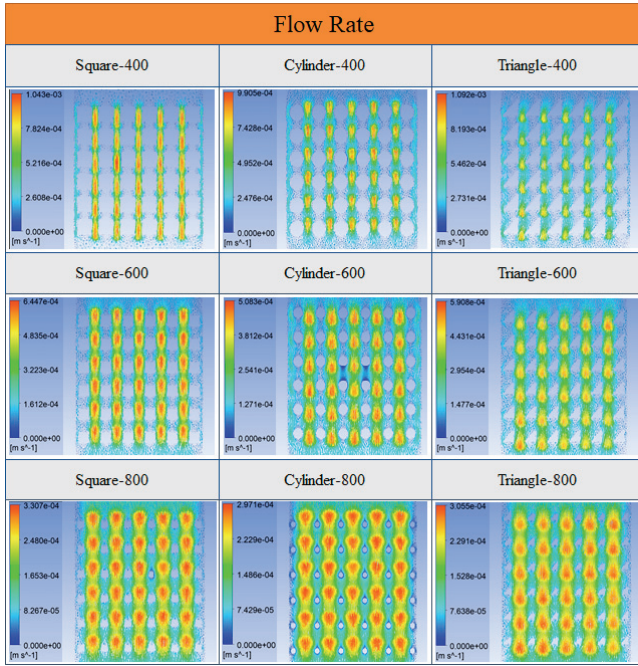 Flow Rate
Square-400
Cylinder-400
Triangle-400
1.043e-03
7.824e-04
5.216e-04
2.608e-04
0.000e+00
[m s^-1]
9.905e-04
7.428e-04
4.952e-04
2.476e-04
0.000e+00
[m s^-1]
1.092e-03
8.193e-04
5.462e-04
2.731e-04
0.000e+00
[m s^-1]
Square-600
Cylinder-600
Triangle-600
6.447e-04
4.835e-04
3.223e-04
1.612e-04
0.000e+00
[m s^-1]
5.083e-04
3.812e-04
2.541e-04
1.271e-04
0.000e+00
[m s^-1]
5.908e-04
4.431e-04
2.954e-04
1.477e-04
0.000e+00
[m s^-1]
Square-800
Cylinder-800
Triangle-800
3.307e-04
2.480e-04
1.653e-04
8.267e-05
0.000e+00
[m s^-1]
2.971e-04
2.229e-04
1.486e-04
7.429e-05
0.000e+00
[m s^-1]
3.055e-04
2.291e-04
1.528e-04
7.638e-05
0.000e+00
[m s^-1]